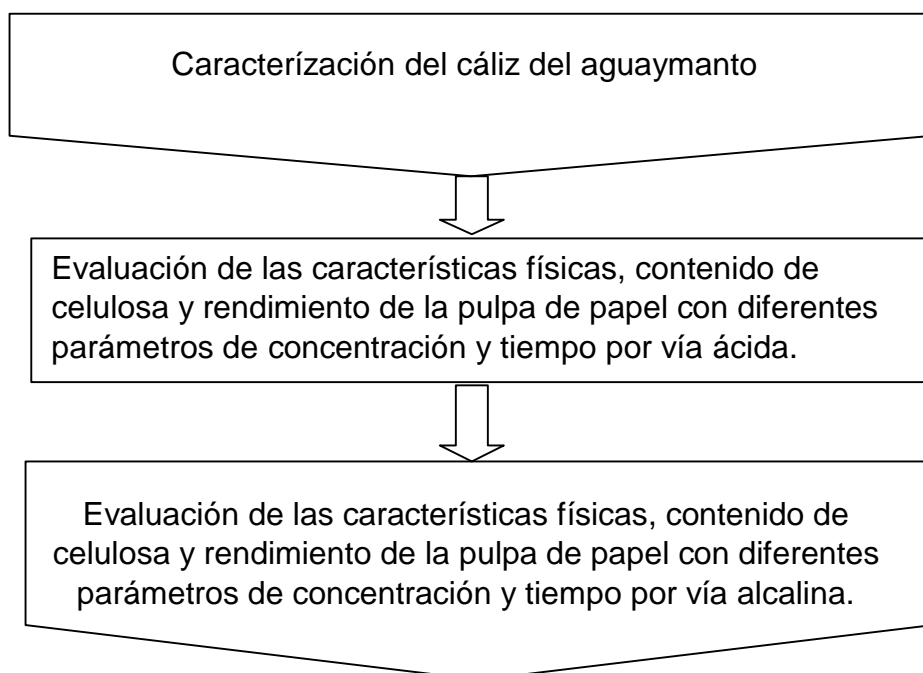 Caracterízación del cáliz del aguaymanto
Evaluación de las características físicas, contenido de
celulosa y rendimiento de la pulpa de papel con diferentes
parámetros de concentración y tiempo por vía ácida.
Evaluación de las características físicas, contenido de
celulosa y rendimiento de la pulpa de papel con diferentes
parámetros de concentración y tiempo por vía alcalina.